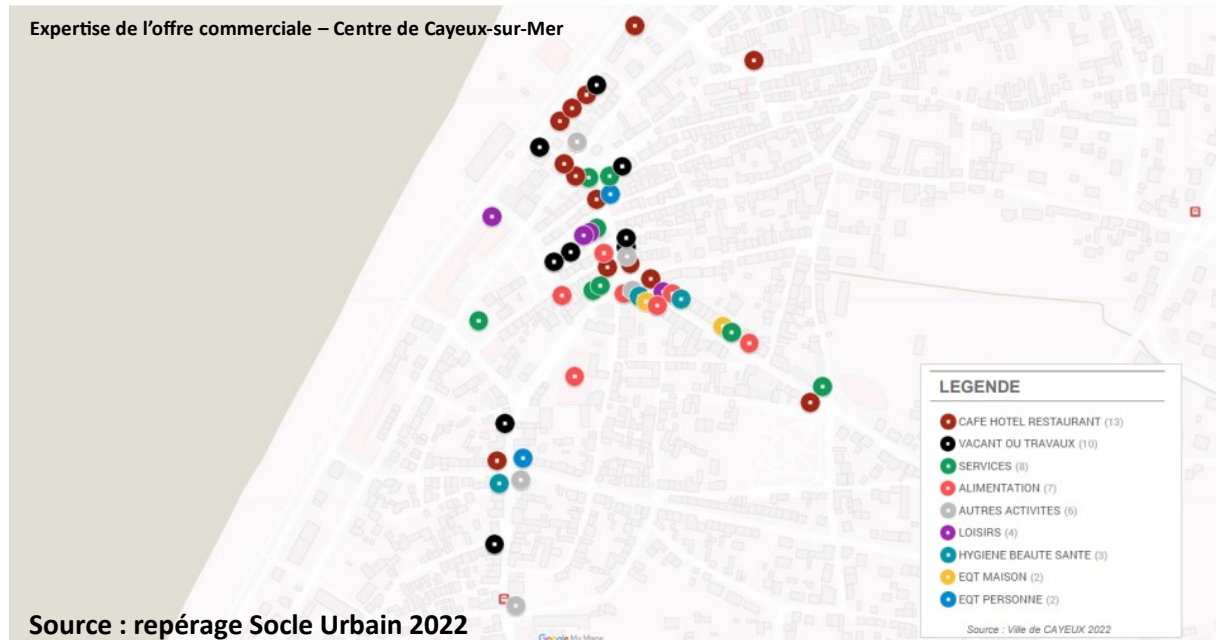 Expertise de l’offre commerciale – Centre de Cayeux-sur-Mer
LEGENDE
CAFE HOTEL RESTAURANT (13)
VACANT OU TRAVAUX (10)
SERVICES (8)
ALIMENTATION (7)
AUTRES ACTIVITES (6)
LOISIRS (4)
HYGIENE BEAUTE SANTE (3)
EQT MAISON (2)
EQT PERSONNE (2)
Source : Ville de CAYEUX 2022
Source : repérage Socle Urbain 2022
Google My Maps